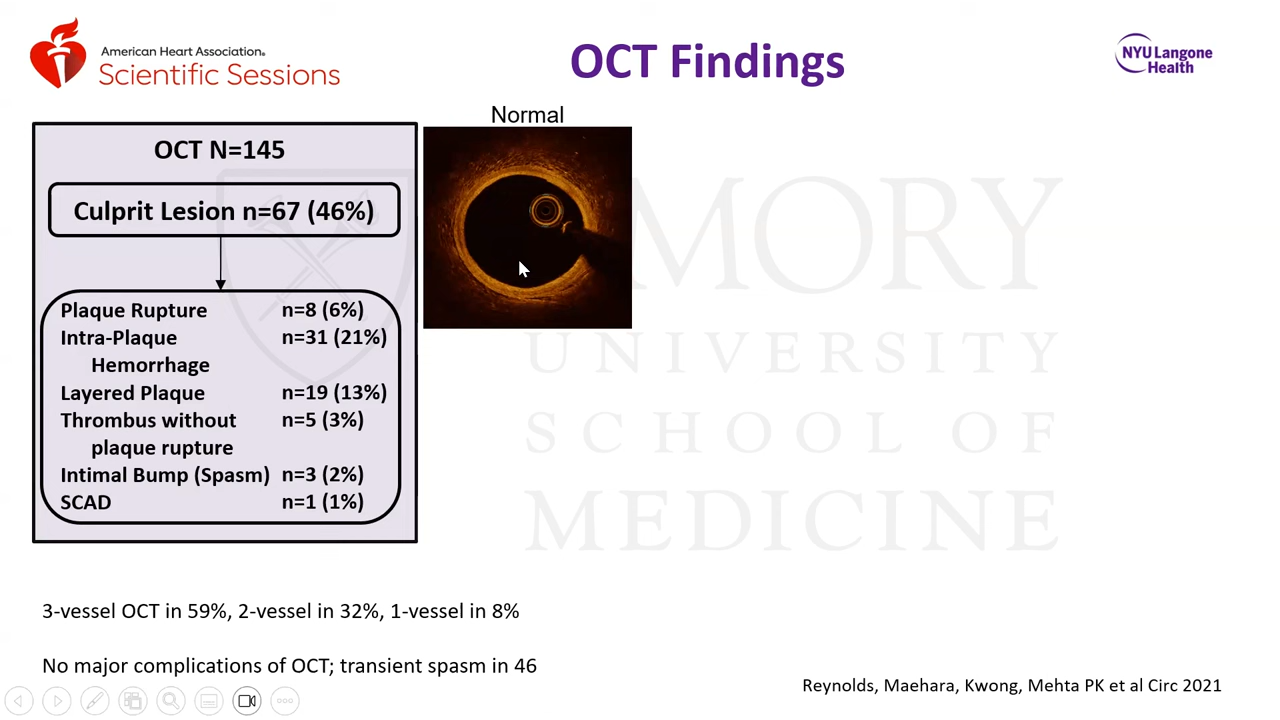 American Heart Association®
Scientific Sessions
OCT Findings
NYU Langone
Health
Normal
OCT N=145
Culprit Lesion n=67 (46%)
Plaque Rupture n=8 (6%)
Intra-Plaque n=31 (21%)
Hemorrhage
Layered Plaque n=19 (13%)
Thrombus without n=5 (3%)
plaque rupture
Intimal Bump (Spasm) n=3 (2%)
SCAD n=1 (1%)
EMORY
UNIVERSITY
SCHOOL OF
MEDICINE
3-vessel OCT in 59%, 2-vessel in 32%, 1-vessel in 8%
No major complications of OCT; transient spasm in 46
Reynolds, Maehara, Kwong, Mehta PK et al Circ 2021